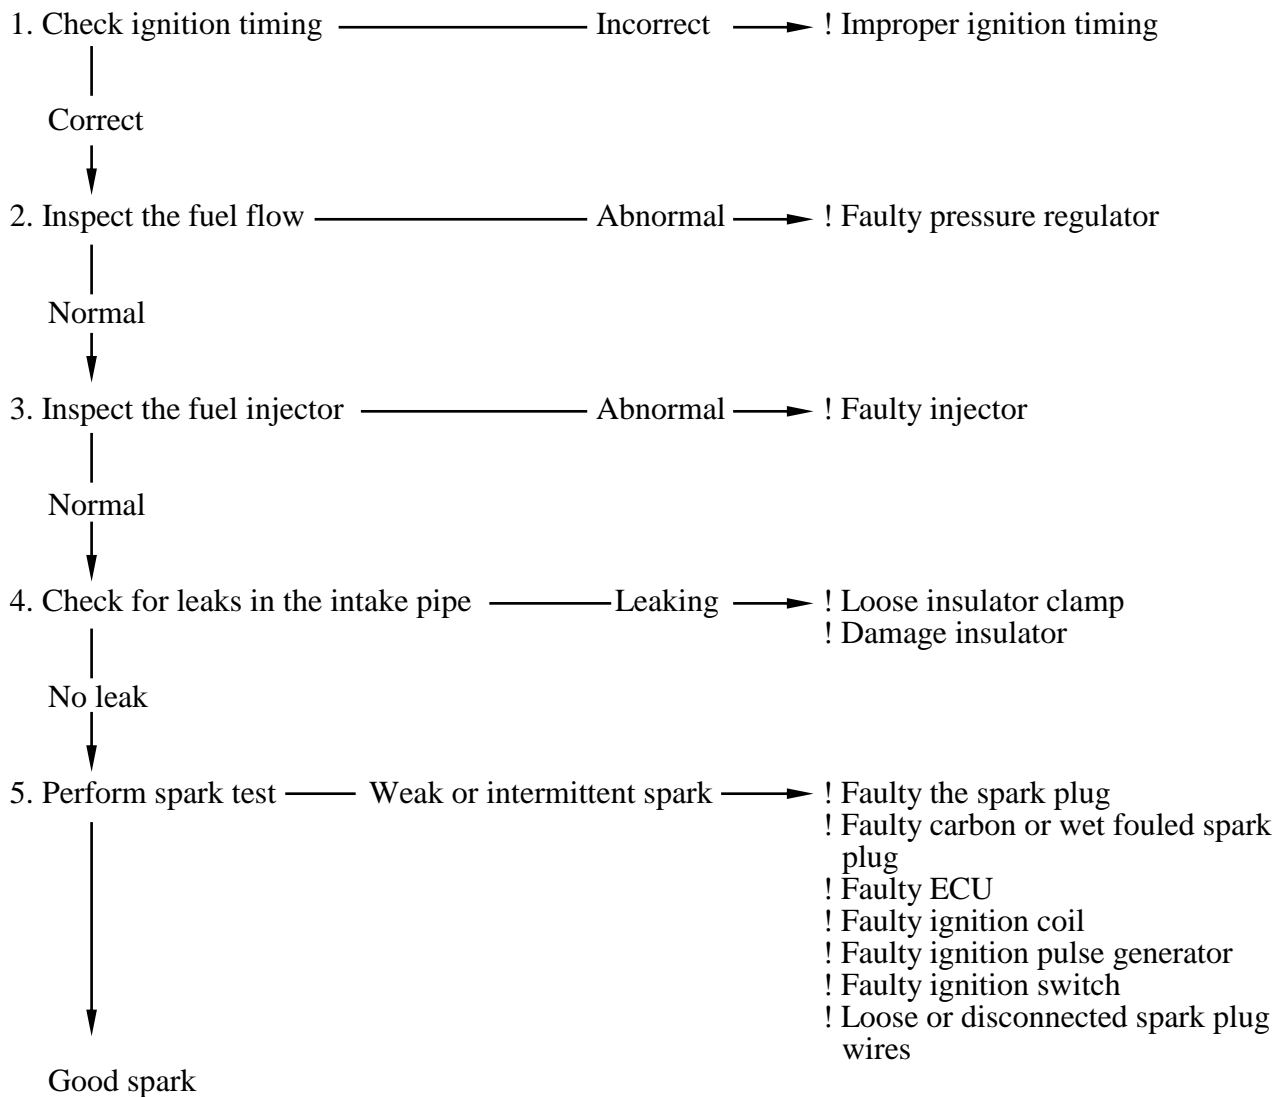 1. Check ignition timing Incorrect ! Improper ignition timing
Correct
2. Inspect the fuel flow Abnormal ! Faulty pressure regulator
Normal
3. Inspect the fuel injector Abnormal ! Faulty injector
Normal
4. Check for leaks in the intake pipe Leaking ! Loose insulator clamp
! Damage insulator
No leak
5. Perform spark test Weak or intermittent spark ! Faulty the spark plug
! Faulty carbon or wet fouled spark
plug
! Faulty ECU
! Faulty ignition coil
! Faulty ignition pulse generator
! Faulty ignition switch
! Loose or disconnected spark plug
wires
Good spark